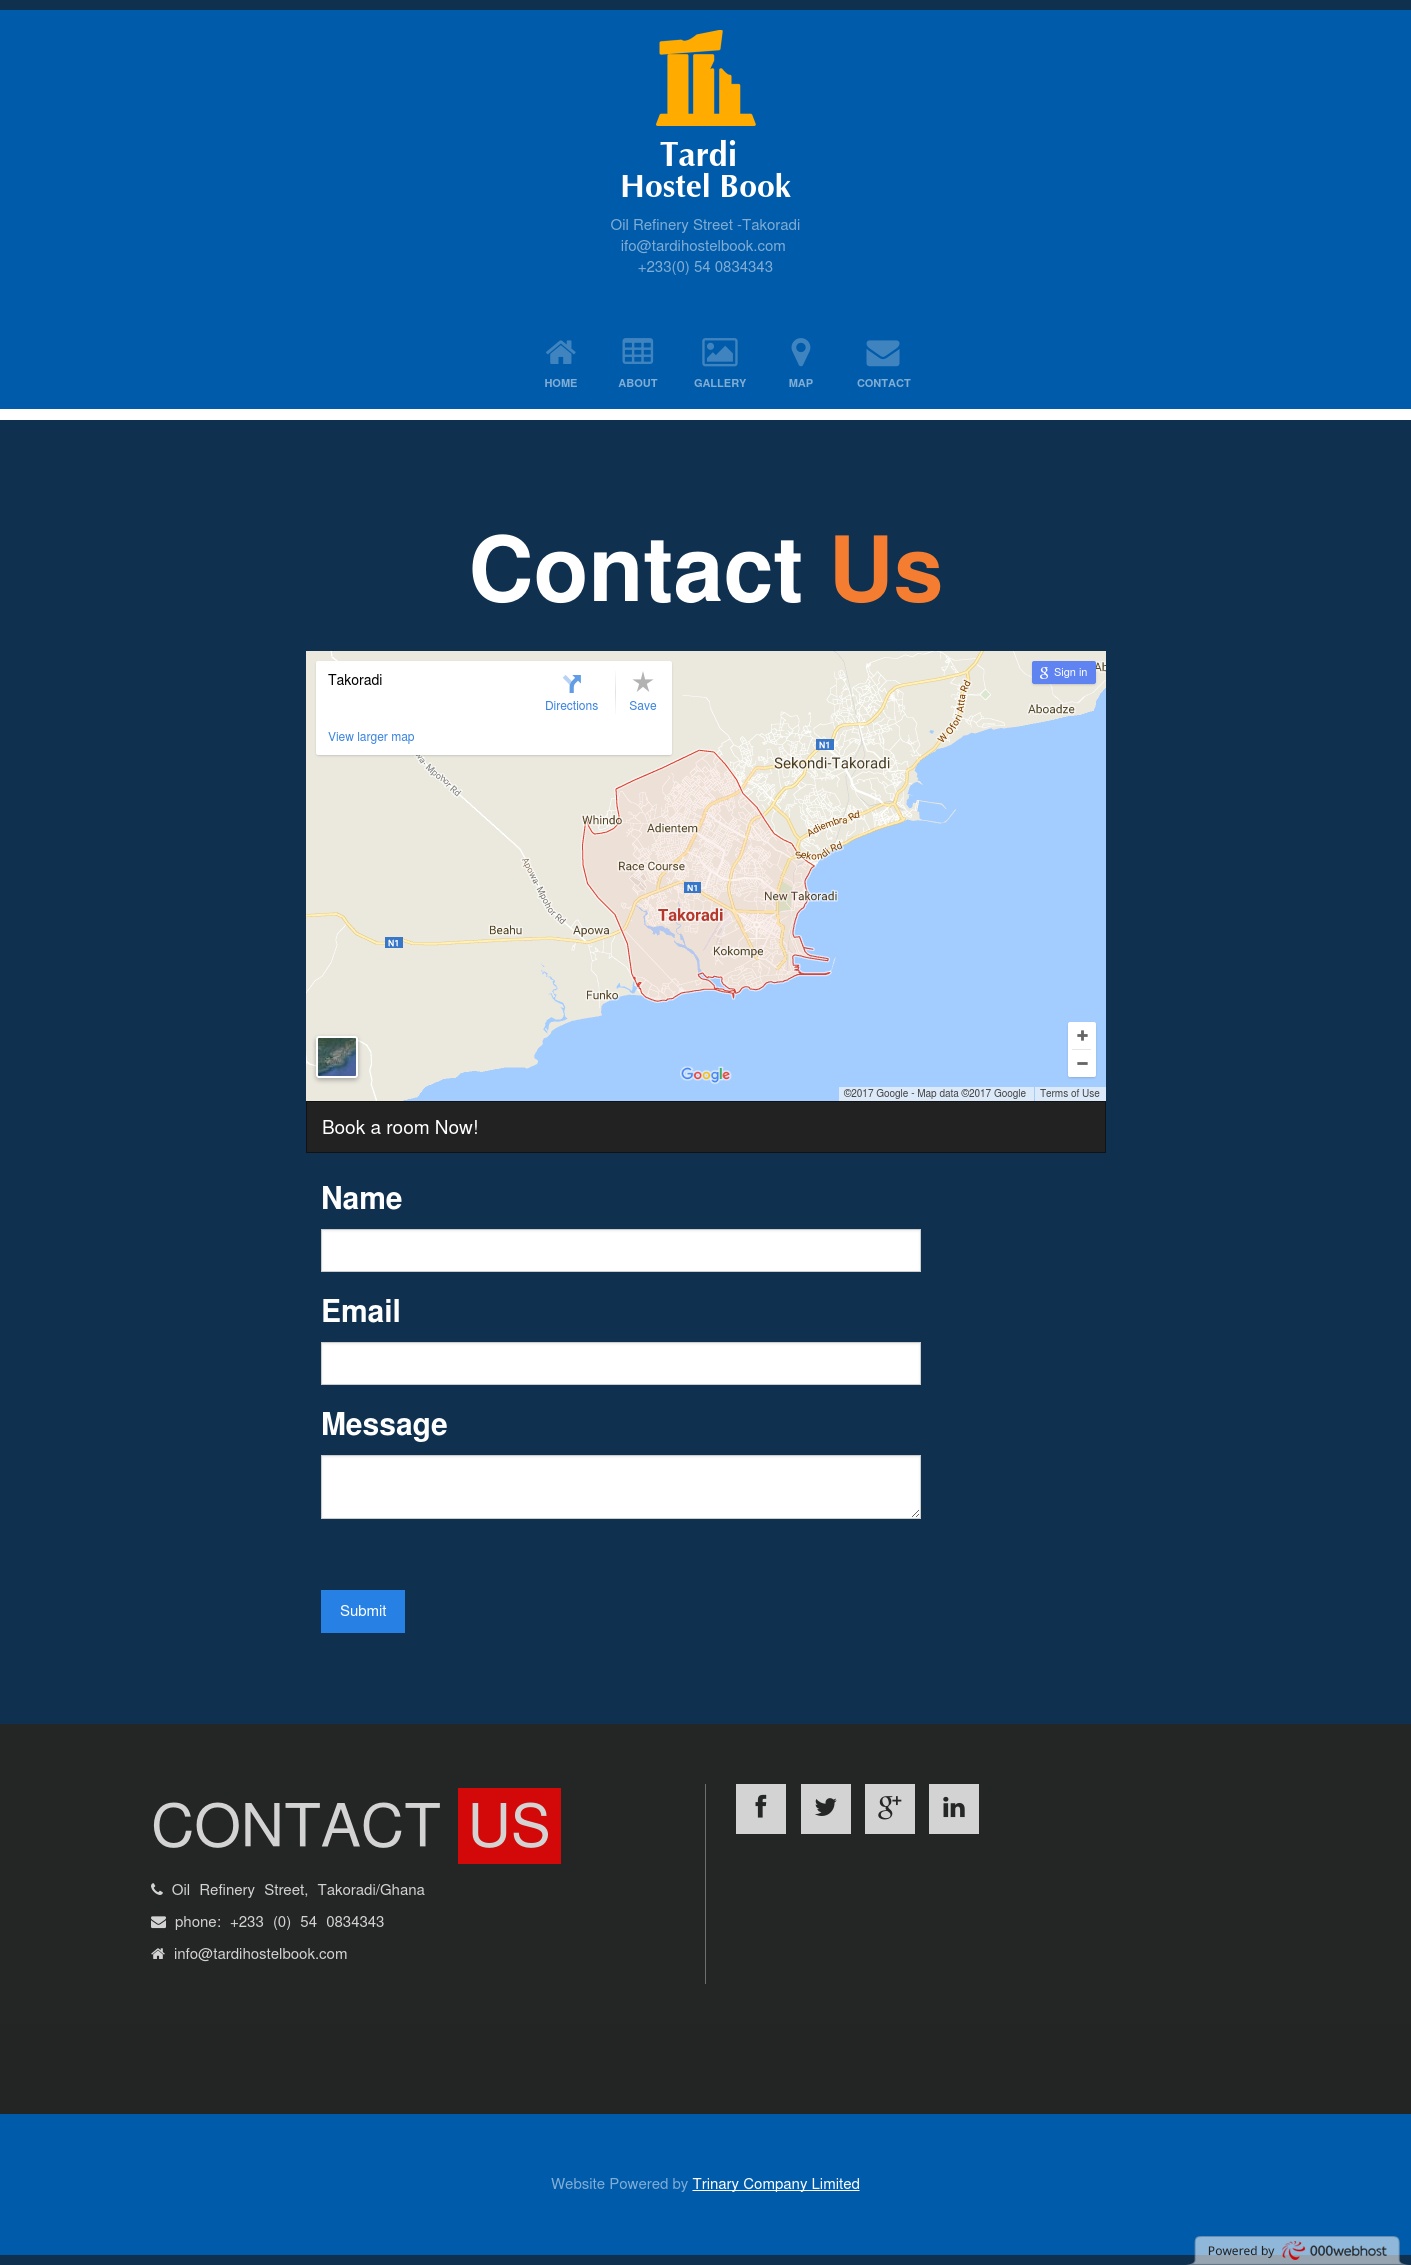 Tardi
Hostel Book
Oil Refinery Street -Takoradi
ifo@tardihostelbook.com
+233(0) 54 0834343
HOME ABOUT GALLERY MAP CONTACT
Contact Us
Takoradi
Directions
Save
View larger map
Sign in
Ab
Aboadze
W Ofori Atta Rd
N1
Sekondi-Takoradi
wa- Mpohor Rd
Whindo
Adientem
Adiembra Rd
Sekondi Rd
Race Course
Apowa- Mpohor Rd
N1
New Takoradi
Takoradi
Beahu
Apowa
N1
Kokompe
Funko
Google
©2017 Google - Map data ©2017 Google
Terms of Use
Book a room Now!
Name
Email
Message
Submit
CONTACT US
Oil Refinery Street, Takoradi/Ghana
phone: +233 (0) 54 0834343
info@tardihostelbook.com
Website Powered by Trinary Company Limited
Powered by 000webhost